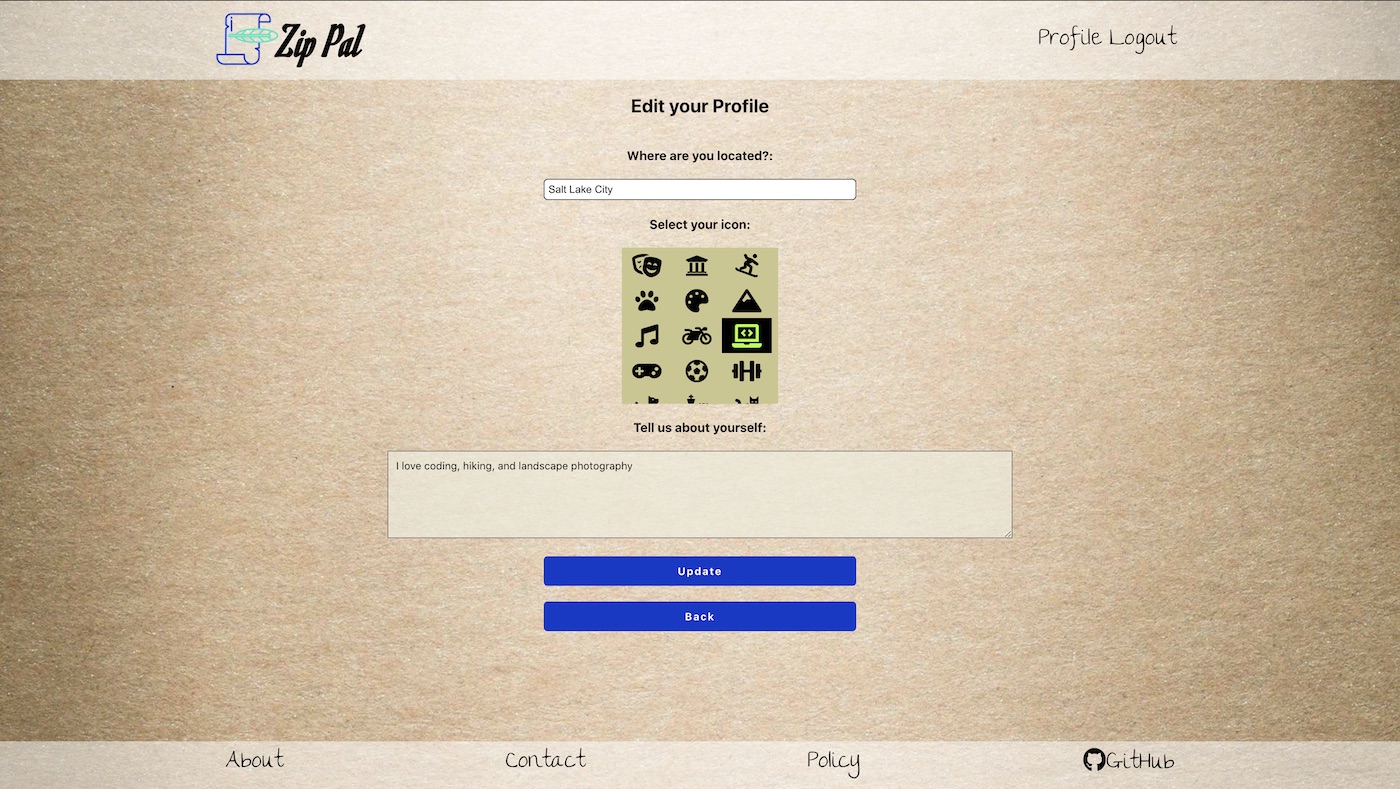 Zip Pal
Profile Logout
Edit your Profile
Where are you located?:
Salt Lake City
Select your icon:
Tell us about yourself:
I love coding, hiking, and landscape photography
Update
Back
About Contact Policy GitHub